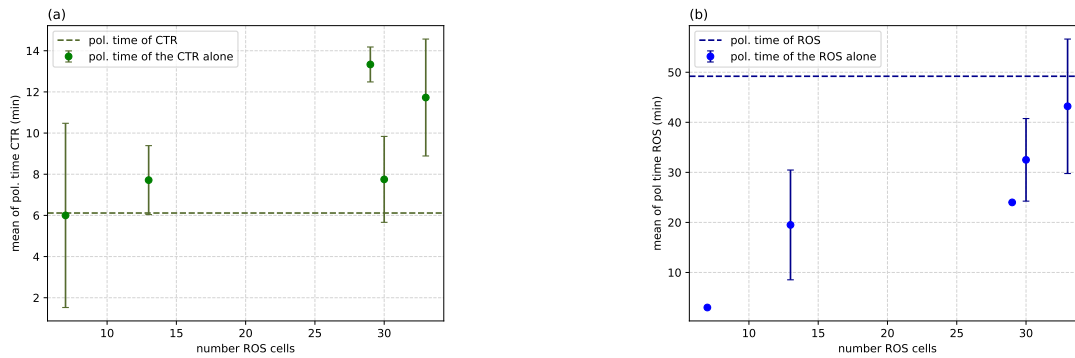 (a)
pol. time of CTR
pol. time of the CTR alone
mean of pol. time CTR (min)
14
12
10
8
6
4
2
10
15
20
25
30
number ROS cells
(b)
pol. time of ROS
pol. time of the ROS alone
mean of pol time ROS (min)
50
40
30
20
10
10
15
20
25
30
number ROS cells